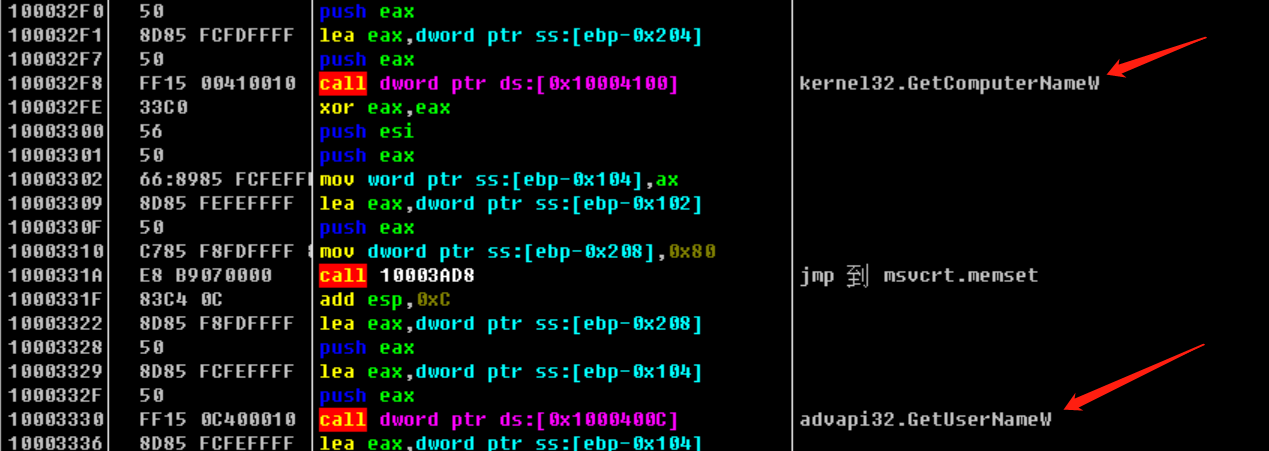 100032F0 50 push eax
100032F1 8D85 FCFDFFFF lea eax,dword ptr ss:[ebp-0x204]
100032F7 50 push eax
100032F8 FF15 00410010 call dword ptr ds:[0x10004100] kernel32.GetComputerNameW
100032FE 33C0 xor eax,eax
10003300 56 push esi
10003301 50 push eax
10003302 66:8985 FCFEFF mov word ptr ss:[ebp-0x104],ax
10003309 8D85 FEFEFFFF lea eax,dword ptr ss:[ebp-0x102]
1000330F 50 push eax
10003310 C785 F8FDFFFF mov dword ptr ss:[ebp-0x208],0x80
1000331A E8 B9070000 call 10003AD8 jmp 到 msvcrt.memset
1000331F 83C4 0C add esp,0xC
10003322 8D85 F8FDFFFF lea eax,dword ptr ss:[ebp-0x208]
10003328 50 push eax
10003329 8D85 FCFEFFFF lea eax,dword ptr ss:[ebp-0x104]
1000332F 50 push eax
10003330 FF15 0C400010 call dword ptr ds:[0x1000400C] advapi32.GetUserNameW
10003336 8D85 FCFEFFFF lea eax,dword ptr ss:[ebp-0x104]